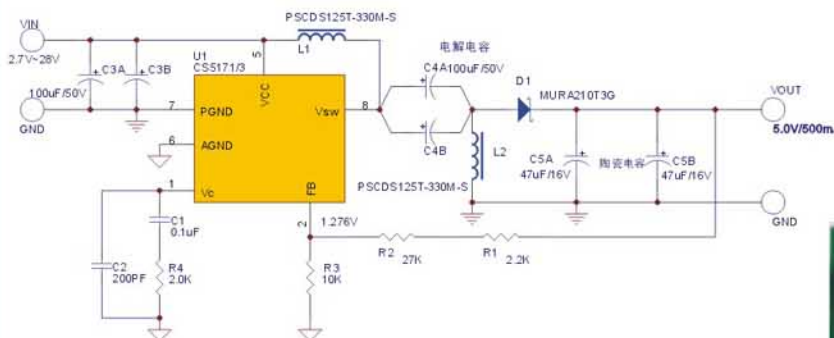 VIN
2.7V~28V
C3A
C3B
100uF/50V
GND
U1
CS5171/3
5
VCC
7
PGND
6
AGND
1
Vc
Vsw
8
FB
2
1.276V
PSCDS125T-330M-S
L1
电解电容
C4A
100uF/50V
C4B
D1
MURA210T3G
L2
PSCDS125T-330M-S
C5A
47uF/16V
陶瓷电容
C5B
47uF/16V
VOUT
5.0V/500m
GND
C1
0.1uF
C2
200PF
R4
2.0K
R3
10K
R2
27K
R1
2.2K